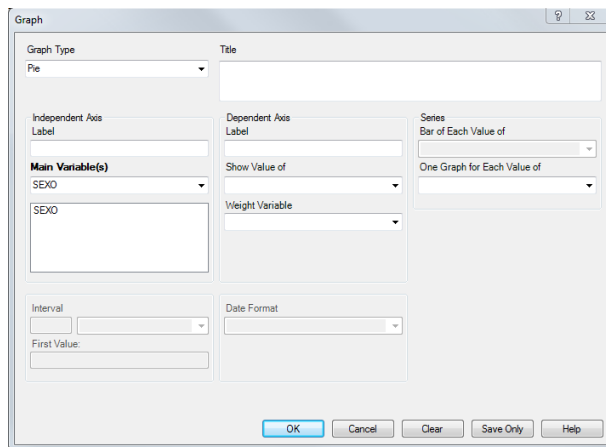 Graph
Graph Type
Pie
Title
Independent Axis
Label
Main Variable(s)
SEXO
SEXO
Dependent Axis
Label
Show Value of
Weight Variable
Series
Bar of Each Value of
One Graph for Each Value of
Interval
First Value:
Date Format
OK Cancel Clear Save Only Help